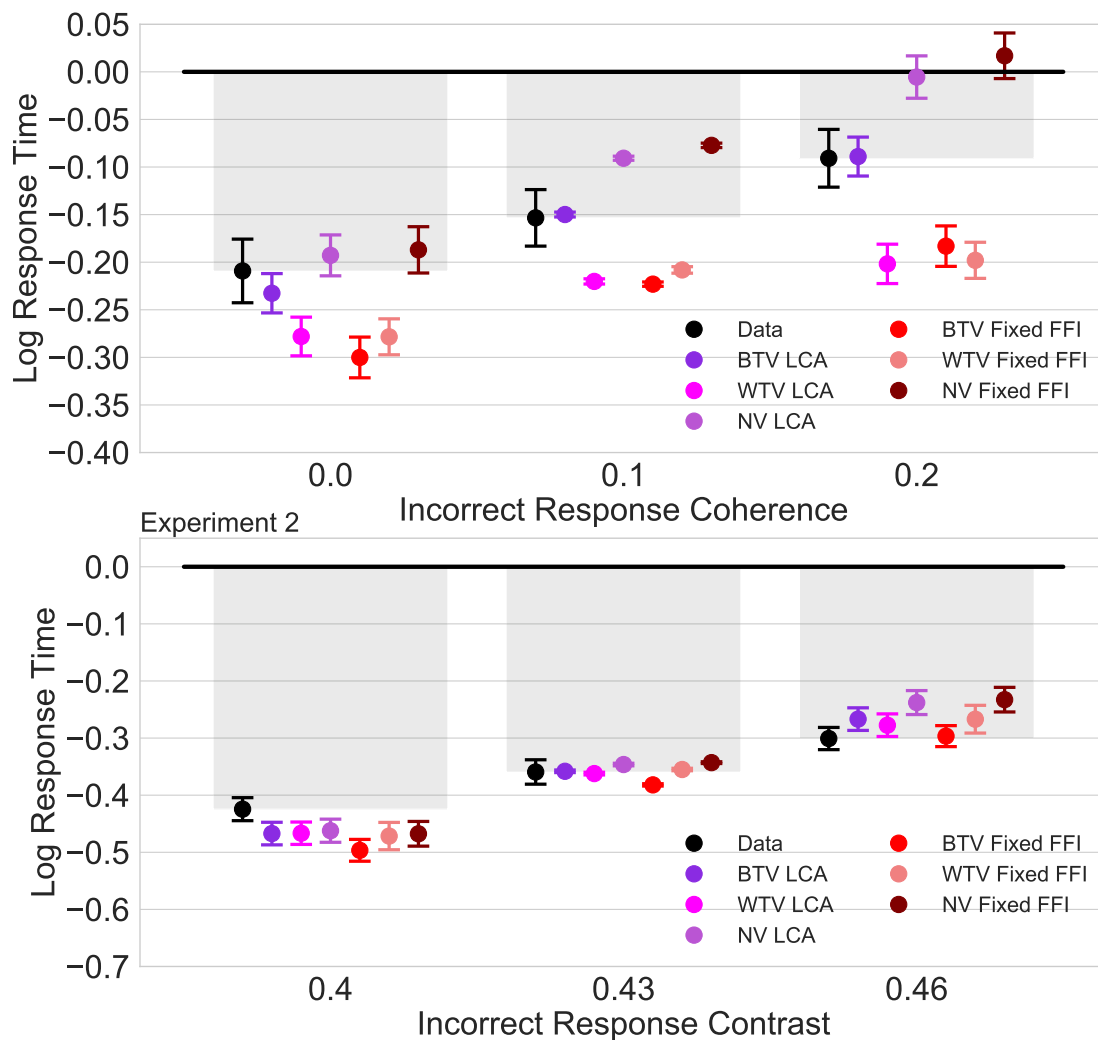 0.05
0.00
−0.05
−0.10
−0.15
−0.20
−0.25
−0.30
−0.35
−0.40
Log Response Time
Data
BTV LCA
WTV LCA
NV LCA
BTV Fixed FFI
WTV Fixed FFI
NV Fixed FFI
0.0 0.1 0.2
Incorrect Response Coherence
Experiment 2
0.0
−0.1
−0.2
−0.3
−0.4
−0.5
−0.6
−0.7
Log Response Time
Data
BTV LCA
WTV LCA
NV LCA
BTV Fixed FFI
WTV Fixed FFI
NV Fixed FFI
0.4 0.43 0.46
Incorrect Response Contrast